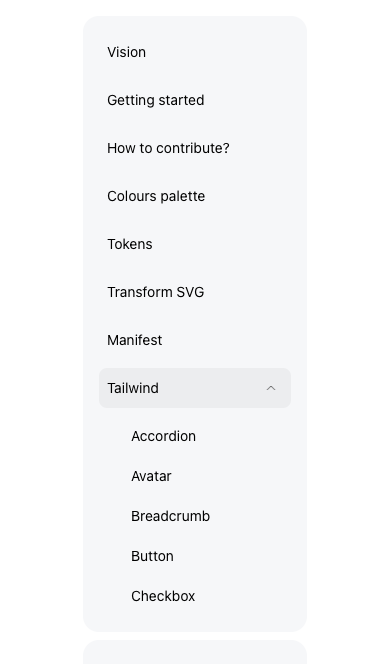 Vision
Getting started
How to contribute?
Colours palette
Tokens
Transform SVG
Manifest
Tailwind
Accordion
Avatar
Breadcrumb
Button
Checkbox